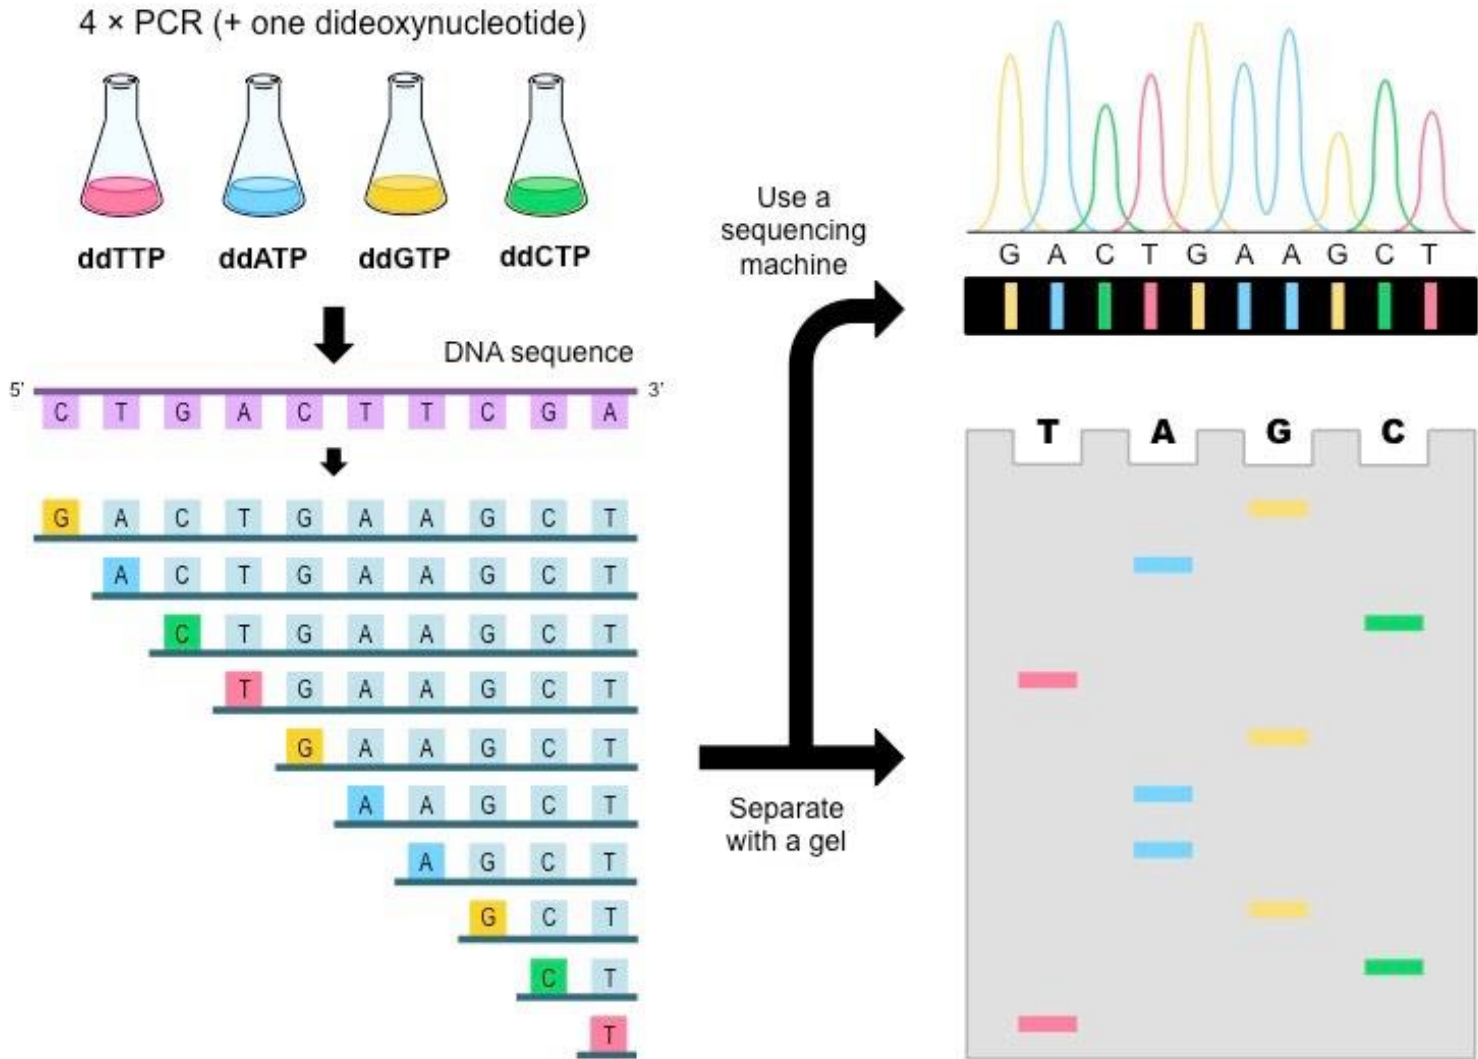 4 × PCR (+ one dideoxynucleotide)
ddTTP ddATP ddGTP ddCTP
DNA sequence
5' 3'
C T G A C T T C G A
G A C T G A A G C T
A C T G A A G C T
C T G A A G C T
T G A A G C T
G A A G C T
A A G C T
A G C T
G C T
C T
T
Use a
sequencing
machine
Separate
with a gel
G A C T G A A G C T
T A G C